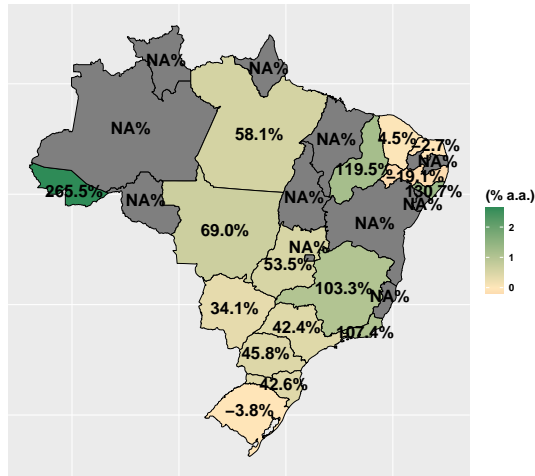 NA%
NA%
NA%
58.1%
NA%
4.5%
−2.7%
NA%
119.5%
−19.1%
130.7%
NA%
265.5%
NA%
NA%
NA%
69.0%
NA%
53.5%
103.3%
NA%
34.1%
42.4%
107.4%
45.8%
42.6%
−3.8%
(% a.a.)
2
1
0